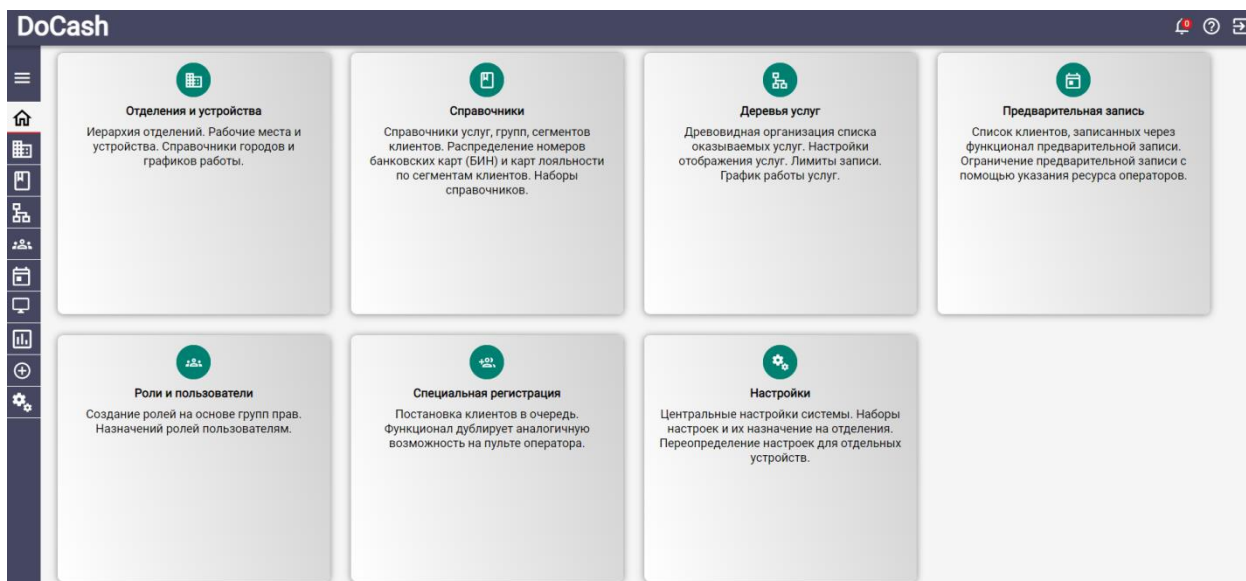 DoCash
0
Отделения и устройства
Иерархия отделений. Рабочие места и
устройства. Справочники городов и
графиков работы.
Справочники
Справочники услуг, групп, сегментов
клиентов. Распределение номеров
банковских карт (БИН) и карт лояльности
по сегментам клиентов. Наборы
справочников.
Деревья услуг
Древовидная организация списка
оказываемых услуг. Настройки
отображения услуг. Лимиты записи.
График работы услуг.
Предварительная запись
Список клиентов, записанных через
функционал предварительной записи.
Ограничение предварительной записи с
помощью указания ресурса операторов.
Роли и пользователи
Создание ролей на основе групп прав.
Назначений ролей пользователям.
Специальная регистрация
Постановка клиентов в очередь.
Функционал дублирует аналогичную
возможность на пульте оператора.
Настройки
Центральные настройки системы. Наборы
настроек и их назначение на отделения.
Переопределение настроек для отдельных
устройств.